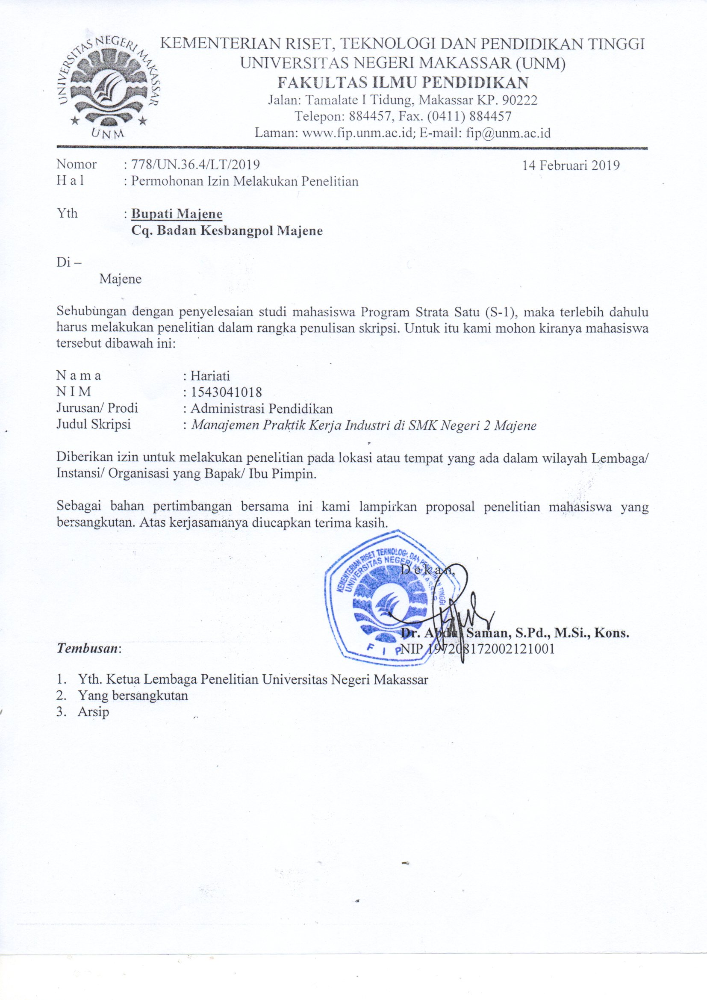 UNIVERSITAS NEGERI MAKASSAR
UNM
KEMENTERIAN RISET, TEKNOLOGI DAN PENDIDIKAN TINGGI
UNIVERSITAS NEGERI MAKASSAR (UNM)
FAKULTAS ILMU PENDIDIKAN
Jalan: Tamalate I Tidung, Makassar KP. 90222
Telepon: 884457, Fax. (0411) 884457
Laman: www.fip.unm.ac.id; E-mail: fip@unm.ac.id
Nomor : 778/UN.36.4/LT/2019 14 Februari 2019
H a l : Permohonan Izin Melakukan Penelitian
Yth : Bupati Majene
Cq. Badan Kesbangpol Majene
Di –
Majene
Sehubungan dengan penyelesaian studi mahasiswa Program Strata Satu (S-1), maka terlebih dahulu
harus melakukan penelitian dalam rangka penulisan skripsi. Untuk itu kami mohon kiranya mahasiswa
tersebut dibawah ini:
N a m a : Hariati
N I M : 1543041018
Jurusan/ Prodi : Administrasi Pendidikan
Judul Skripsi : Manajemen Praktik Kerja Industri di SMK Negeri 2 Majene
Diberikan izin untuk melakukan penelitian pada lokasi atau tempat yang ada dalam wilayah Lembaga/
Instansi/ Organisasi yang Bapak/ Ibu Pimpin.
Sebagai bahan pertimbangan bersama ini kami lampirkan proposal penelitian mahasiswa yang
bersangkutan. Atas kerjasamanya diucapkan terima kasih.
KEMENTERIAN RISET, TEKNOLOGI, DAN PENDIDIKAN TINGGI
UNIVERSITAS NEGERI MAKASSAR
F I P
D e k a n,
Dr. Abdul Saman, S.Pd., M.Si., Kons.
NIP 197208172002121001
Tembusan:
1. Yth. Ketua Lembaga Penelitian Universitas Negeri Makassar
2. Yang bersangkutan
3. Arsip